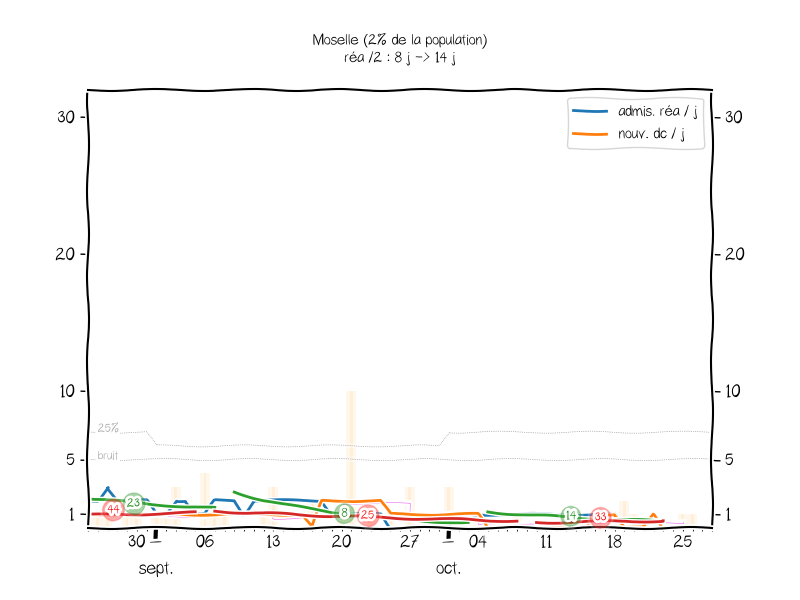 Moselle (2% de la population)
réa /2 : 8 j -> 14 j
admis. réa / j
nouv. dc / j
30 30
20 20
10 10
25%
bruit
5 5
1 1
44 23 8 25 14 33
30 06 13 20 27 04 11 18 25
sept. oct.